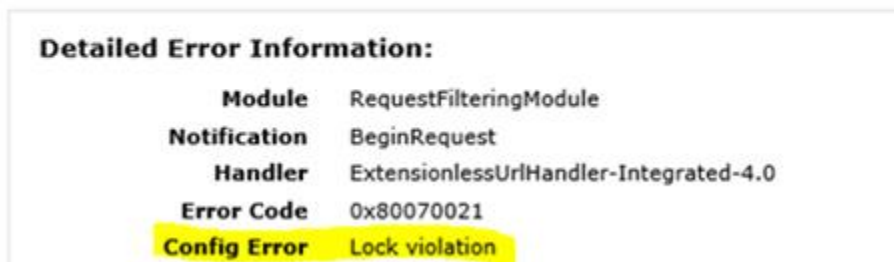 Detailed Error Information:
Module RequestFilteringModule
Notification BeginRequest
Handler ExtensionlessUrlHandler-Integrated-4.0
Error Code 0x80070021
Config Error Lock violation